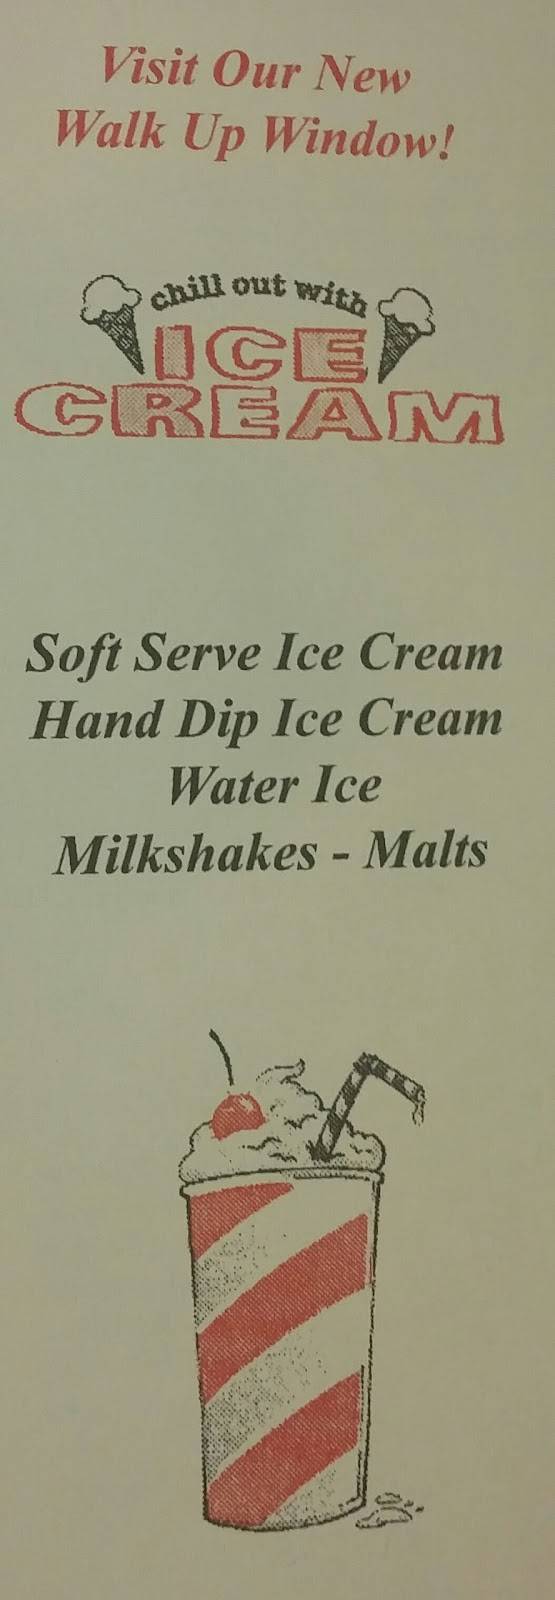 Visit Our New
Walk Up Window!
chill out with
ICE
CREAM
Soft Serve Ice Cream
Hand Dip Ice Cream
Water Ice
Milkshakes - Malts